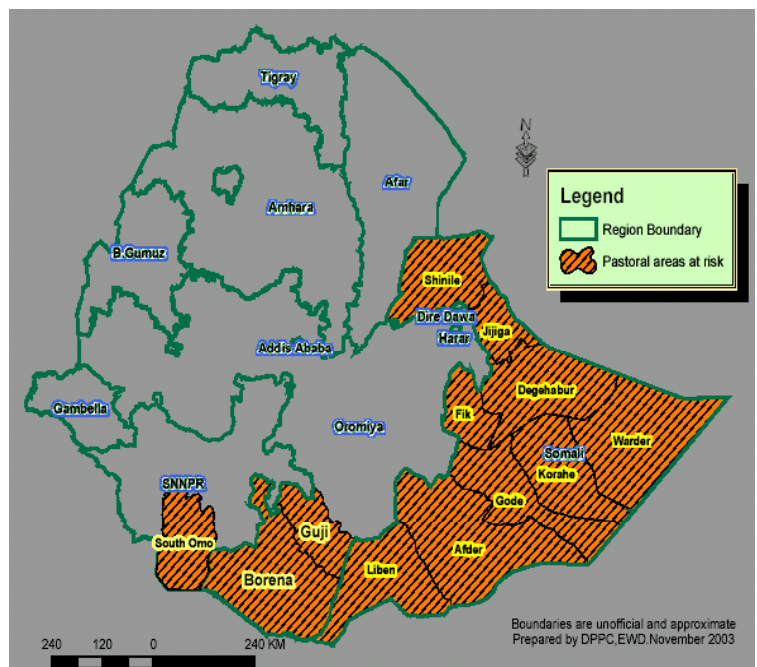 Tigray
Afar
Amhara
N
Legend
Region Boundary
Pastoral areas at risk
B.Gumuz
Shinile
Dire Dawa
Harar
Jijiga
Addis Ababa
Degehabur
Gambella
Fik
Oromiya
Warder
Somali
Korahe
SNNPR
Gode
Guji
South Omo
Afder
Liben
Borena
Boundaries are unofficial and approximate
Prepared by DPPC,EWD.November 2003
240 120 0 240 KM